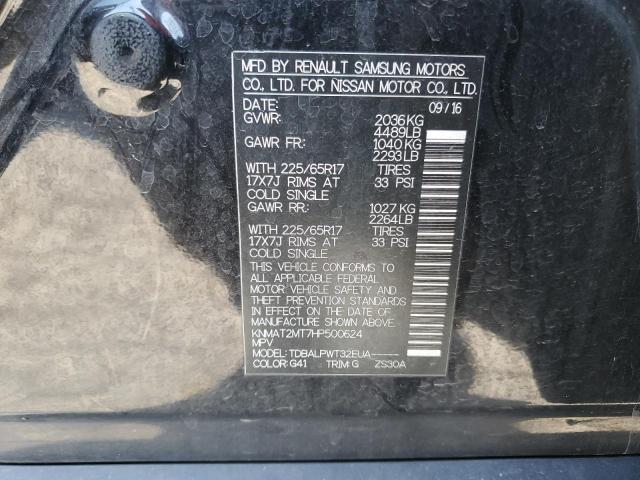 MFD BY RENAULT SAMSUNG MOTORS
CO., LTD. FOR NISSAN MOTOR CO., LTD.
DATE: 09/16
GVWR: 2036KG
4489LB
GAWR FR: 1040KG
2293LB
WITH 225/65R17 TIRES
17X7J RIMS AT 33 PSI
COLD SINGLE
GAWR RR: 1027KG
2264LB
WITH 225/65R17 TIRES
17X7J RIMS AT 33 PSI
COLD SINGLE
THIS VEHICLE CONFORMS TO
ALL APPLICABLE FEDERAL
MOTOR VEHICLE SAFETY AND
THEFT PREVENTION STANDARDS
IN EFFECT ON THE DATE OF
MANUFACTURE SHOWN ABOVE.
KNMAT2MT7HP500624
MPV
MODEL: TDBALPWT32EUA-----
COLOR: G41 TRIM: G ZS30A